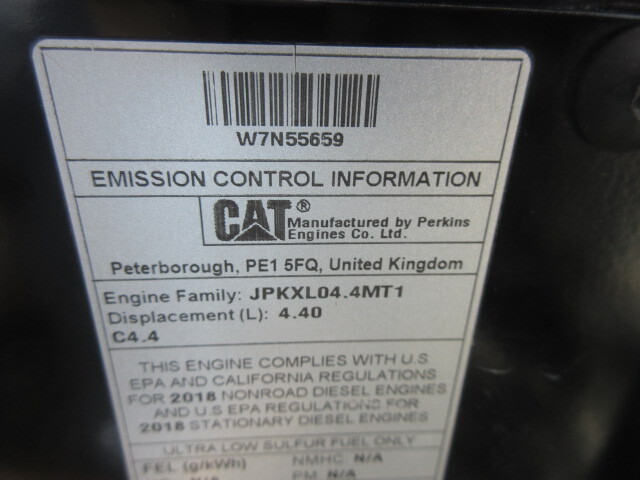 W7N55659
EMISSION CONTROL INFORMATION
CAT® Manufactured by Perkins
Engines Co. Ltd.
Peterborough, PE1 5FQ, United Kingdom
Engine Family: JPKXL04.4MT1
Displacement (L): 4.40
C4.4
THIS ENGINE COMPLIES WITH U.S
EPA AND CALIFORNIA REGULATIONS
FOR 2018 NONROAD DIESEL ENGINES
AND U.S EPA REGULATIONS FOR
2018 STATIONARY DIESEL ENGINES
ULTRA LOW SULFUR FUEL ONLY
FEL (g/kWh) NMHC: N/A
N/A PM: N/A